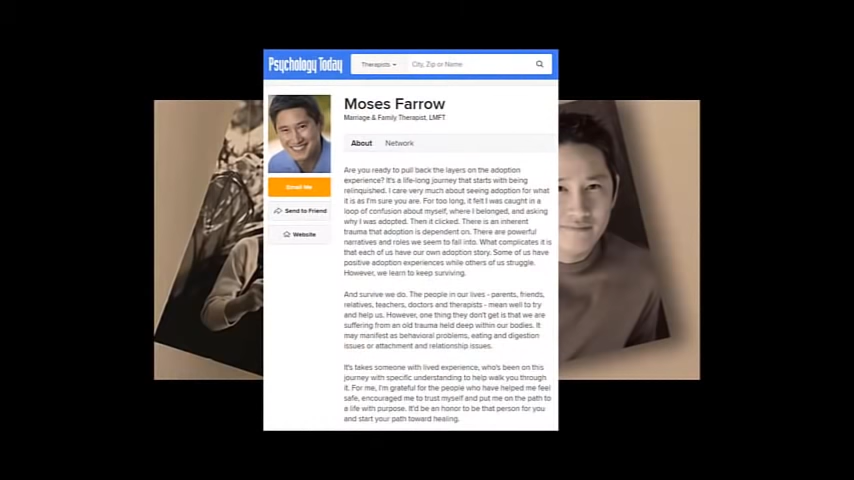 Psychology Today
Therapists
City, Zip or Name
Moses Farrow
Marriage & Family Therapist, LMFT
About Network
Email Me
Send to Friend
Website
Are you ready to pull back the layers on the adoption
experience? It's a life-long journey that starts with being
relinquished. I care very much about seeing adoption for what
it is as I'm sure you are. For too long, it felt I was caught in a
loop of confusion about myself, where I belonged, and asking
why I was adopted. Then it clicked. There is an inherent
trauma that adoption is dependent on. There are powerful
narratives and roles we seem to fall into. What complicates it is
that each of us have our own adoption story. Some of us have
positive adoption experiences while others of us struggle.
However, we learn to keep surviving.
And survive we do. The people in our lives - parents, friends,
relatives, teachers, doctors and therapists - mean well to try
and help us. However, one thing they don't get is that we are
suffering from an old trauma held deep within our bodies. It
may manifest as behavioral problems, eating and digestion
issues or attachment and relationship issues.
It's takes someone with lived experience, who's been on this
journey with specific understanding to help walk you through
it. For me, I'm grateful for the people who have helped me feel
safe, encouraged me to trust myself and put me on the path to
a life with purpose. It'd be an honor to be that person for you
and start your path toward healing.